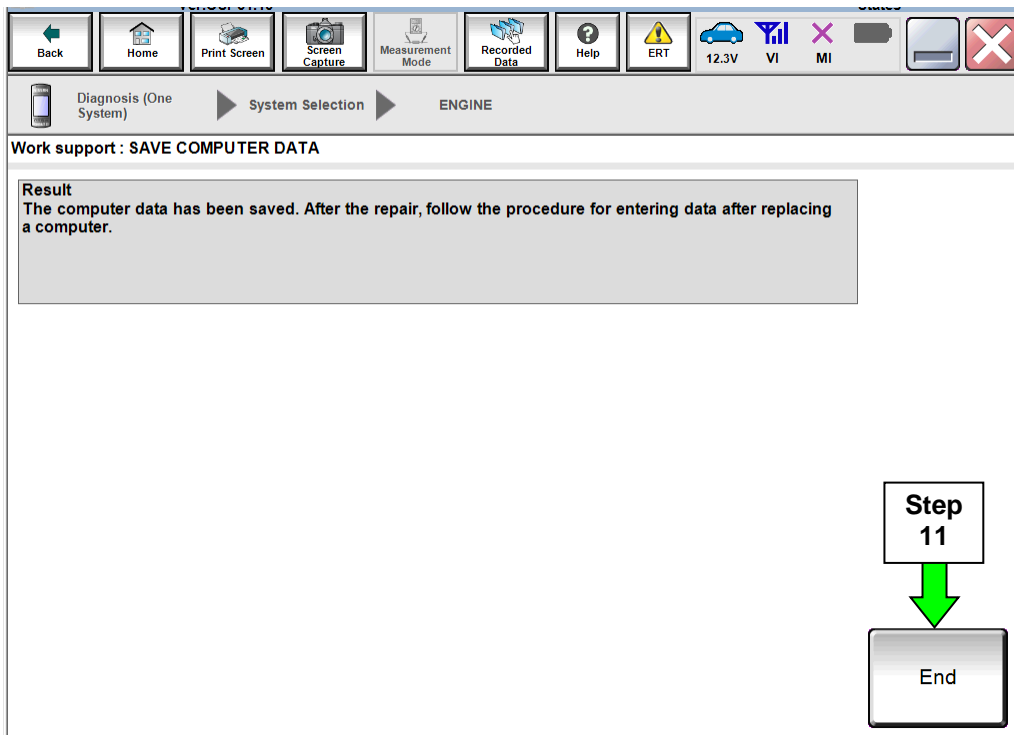 Back
Home
Print Screen
Screen
Capture
Measurement
Mode
Recorded
Data
Help
ERT
12.3V
VI
MI
Diagnosis (One
System)
System Selection
ENGINE
Work support : SAVE COMPUTER DATA
Result
The computer data has been saved. After the repair, follow the procedure for entering data after replacing
a computer.
Step
11
End